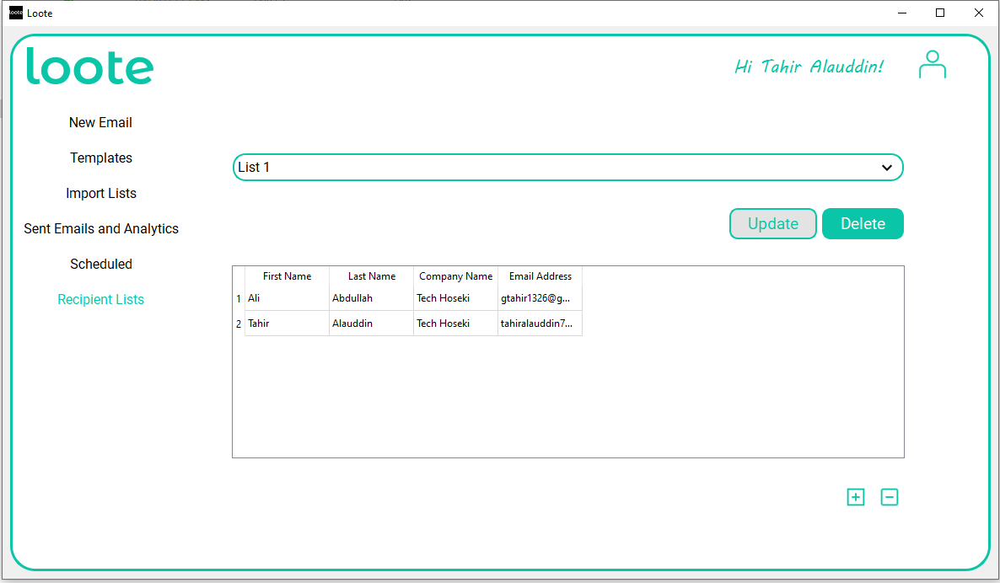 loote Loote
loote
Hi Tahir Alauddin!
New Email
Templates
Import Lists
Sent Emails and Analytics
Scheduled
Recipient Lists
List 1
Update Delete
First Name Last Name Company Name Email Address
1 Ali Abdullah Tech Hoseki gtahir1326@g...
2 Tahir Alauddin Tech Hoseki tahiralauddin7...